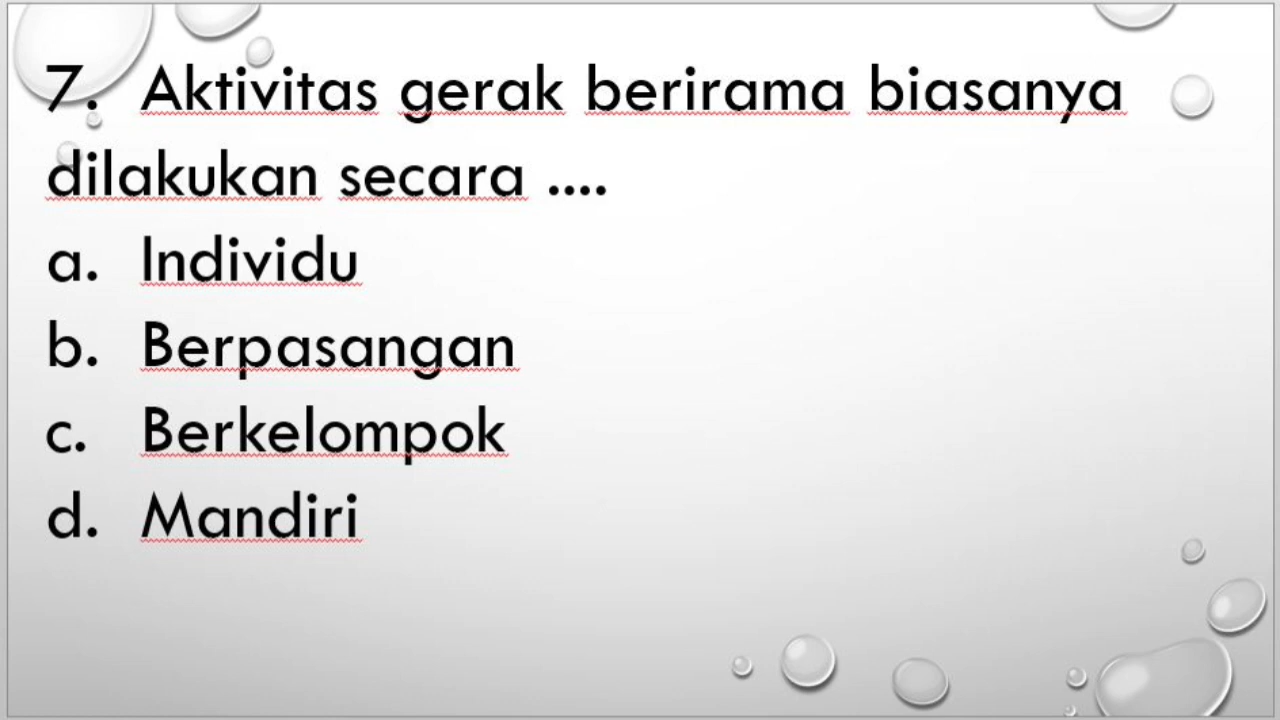 7. Aktivitas gerak berirama biasanya
dilakukan secara ....
a. Individu
b. Berpasangan
c. Berkelompok
d. Mandiri